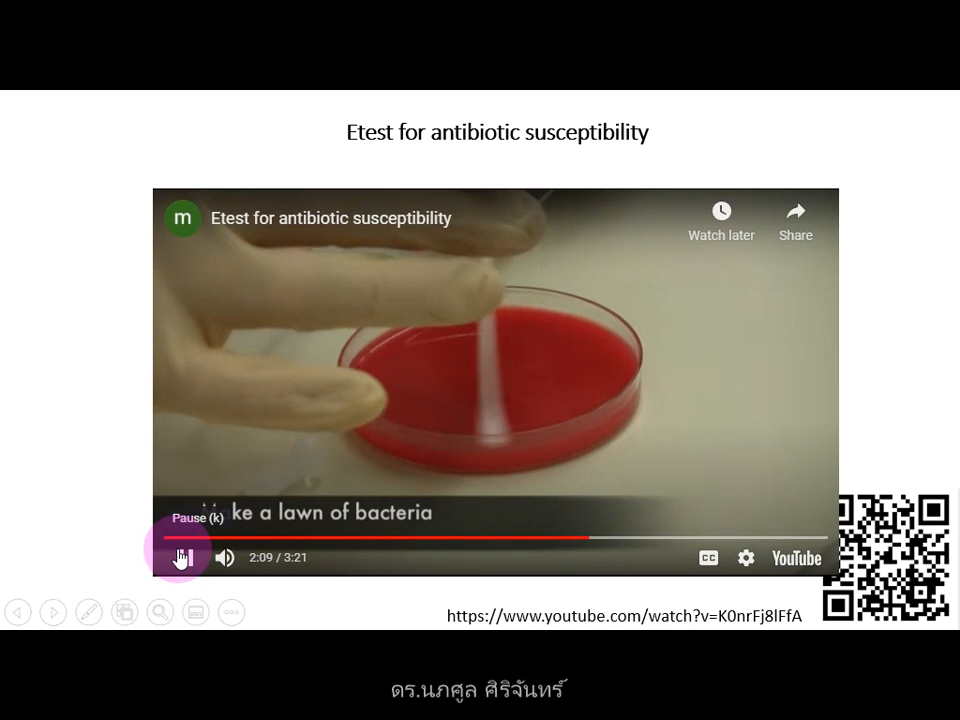 Etest for antibiotic susceptibility
m Etest for antibiotic susceptibility
Watch later Share
ke a lawn of bacteria
Pause (k)
2:09 / 3:21 CC YouTube
https://www.youtube.com/watch?v=K0nrFj8lFfA
ดร.นภศูล ศิริจันทร์